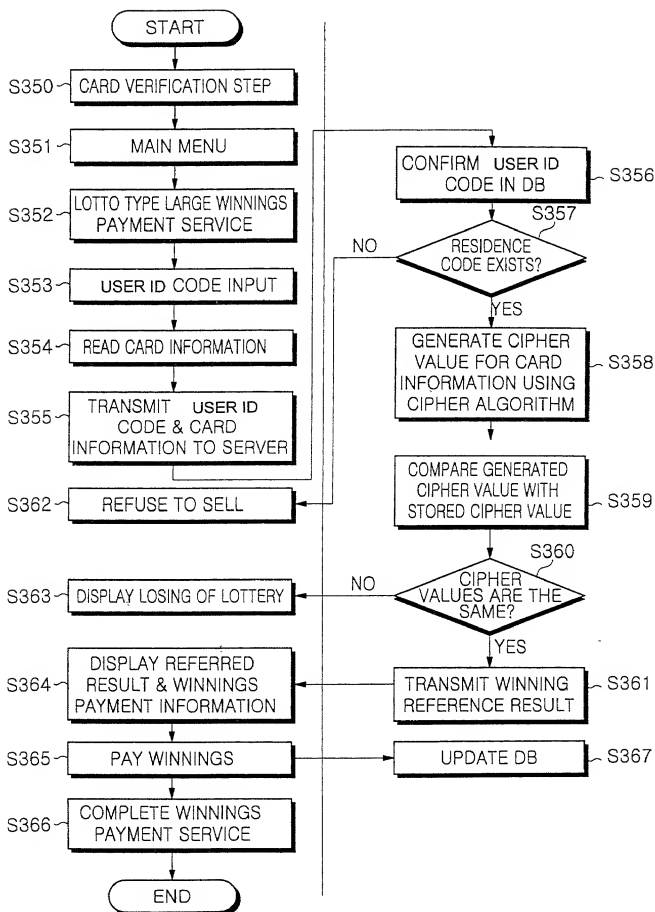 START
S350
CARD VERIFICATION STEP
S351
MAIN MENU
S352
LOTTO TYPE LARGE WINNINGS
PAYMENT SERVICE
S353
USER ID CODE INPUT
S354
READ CARD INFORMATION
S355
TRANSMIT USER ID
CODE & CARD
INFORMATION TO SERVER
S362
REFUSE TO SELL
S363
DISPLAY LOSING OF LOTTERY
S364
DISPLAY REFERRED
RESULT & WINNINGS
PAYMENT INFORMATION
S365
PAY WINNINGS
S366
COMPLETE WINNINGS
PAYMENT SERVICE
END
CONFIRM USER ID
CODE IN DB
S356
S357
NO
RESIDENCE
CODE EXISTS?
YES
GENERATE CIPHER
VALUE FOR CARD
INFORMATION USING
CIPHER ALGORITHM
S358
COMPARE GENERATED
CIPHER VALUE WITH
STORED CIPHER VALUE
S359
S360
NO
CIPHER
VALUES ARE THE
SAME?
YES
TRANSMIT WINNING
REFERENCE RESULT
S361
UPDATE DB
S367